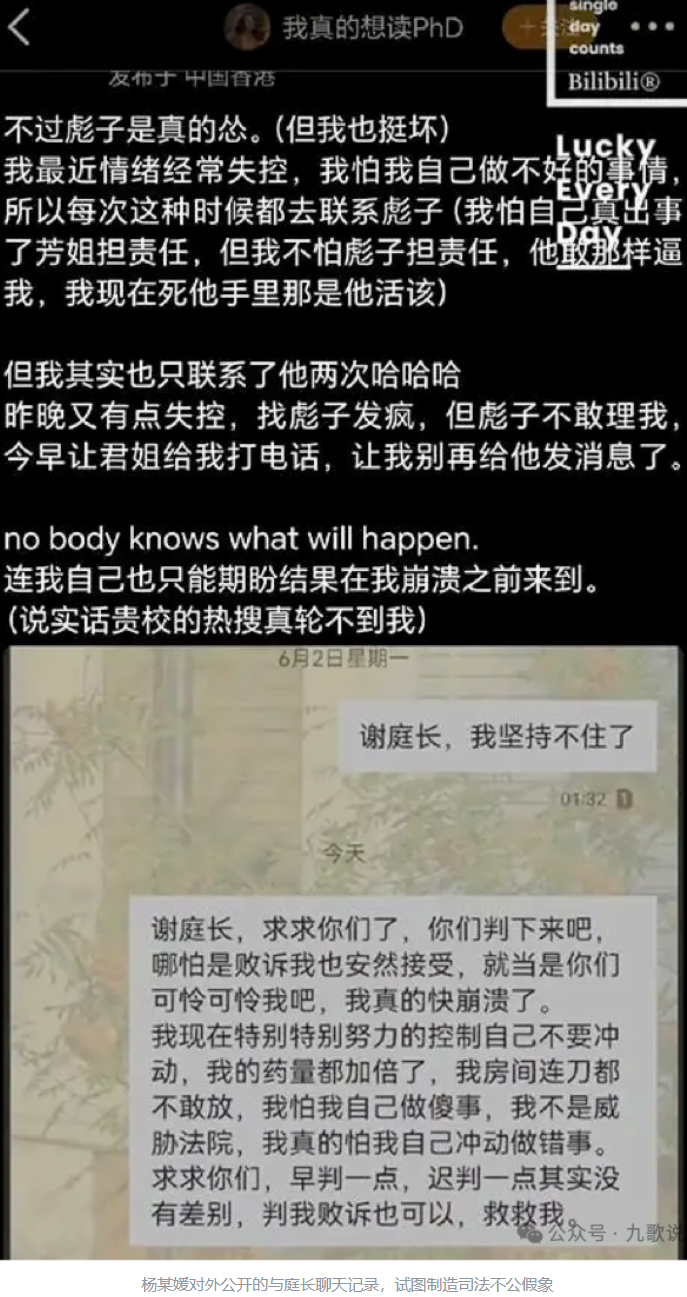 我真的想读PhD
single
day
counts
Bilibili®
发布于 中国香港
Lucky
Every
Day
不过彪子是真的怂。(但我也挺坏)
我最近情绪经常失控，我怕我自己做不好的事情，
所以每次这种时候都去联系彪子(我怕自己真出事
了芳姐担责任，但我不怕彪子担责任，他敢那样逼
我，我现在死他手里那是他活该)
但我其实也只联系了他两次哈哈哈
昨晚又有点失控，找彪子发疯，但彪子不敢理我，
今早让君姐给我打电话，让我别再给他发消息了。
no body knows what will happen.
连我自己也只能期盼结果在我崩溃之前来到。
(说实话贵校的热搜真轮不到我)
6月2日星期一
谢庭长，我坚持不住了
01:32
今天
谢庭长，求求你们了，你们判下来吧，
哪怕是败诉我也安然接受，就当是你们
可怜可怜我吧，我真的快崩溃了。
我现在特别特别努力的控制自己不要冲
动，我的药量都加倍了，我房间连刀都
不敢放，我怕我自己做傻事，我不是威
胁法院，我真的怕我自己冲动做错事。
求求你们，早判一点，迟判一点其实没
有差别，判我败诉也可以，救救我。
公众号·九歌说
杨某媛对外公开的与庭长聊天记录，试图制造司法不公假象